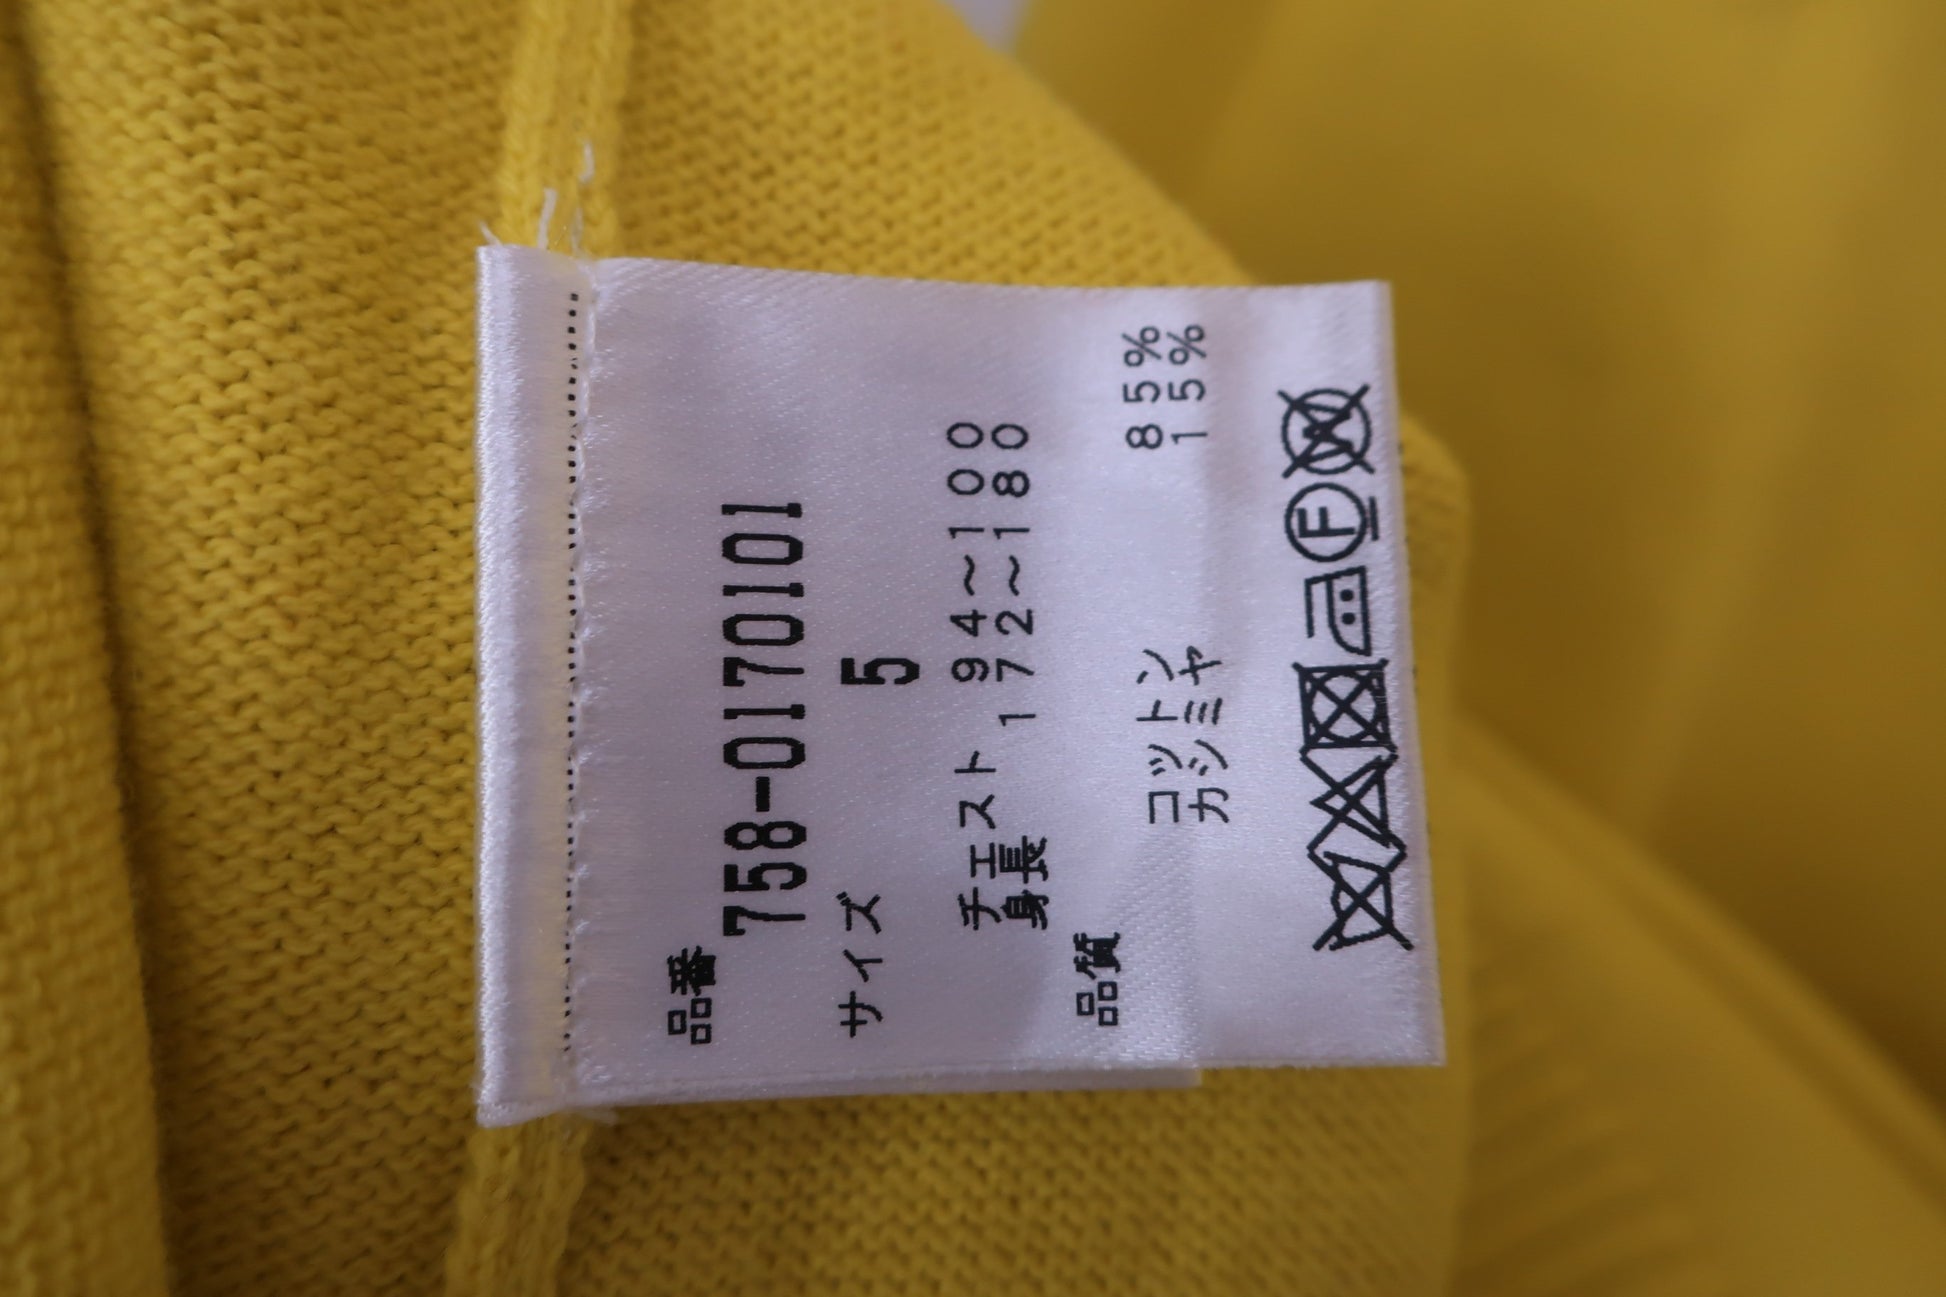 品番
758-0170101
サイズ 5
チェスト 94～100
身長 172～180
品質
コットン 85%
カシミヤ 15%
F W